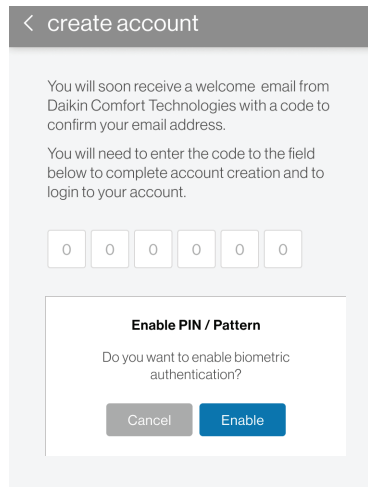 < create account
You will soon receive a welcome email from
Daikin Comfort Technologies with a code to
confirm your email address.
You will need to enter the code to the field
below to complete account creation and to
login to your account.
0 0 0 0 0 0
Enable PIN / Pattern
Do you want to enable biometric
authentication?
Cancel Enable